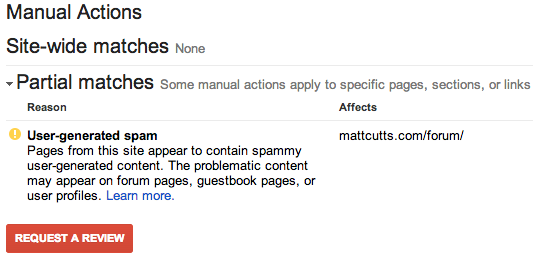 Manual Actions
Site-wide matches None
Partial matches Some manual actions apply to specific pages, sections, or links
Reason Affects
User-generated spam mattcutts.com/forum/
Pages from this site appear to contain spammy
user-generated content. The problematic content
may appear on forum pages, guestbook pages, or
user profiles. Learn more.
REQUEST A REVIEW